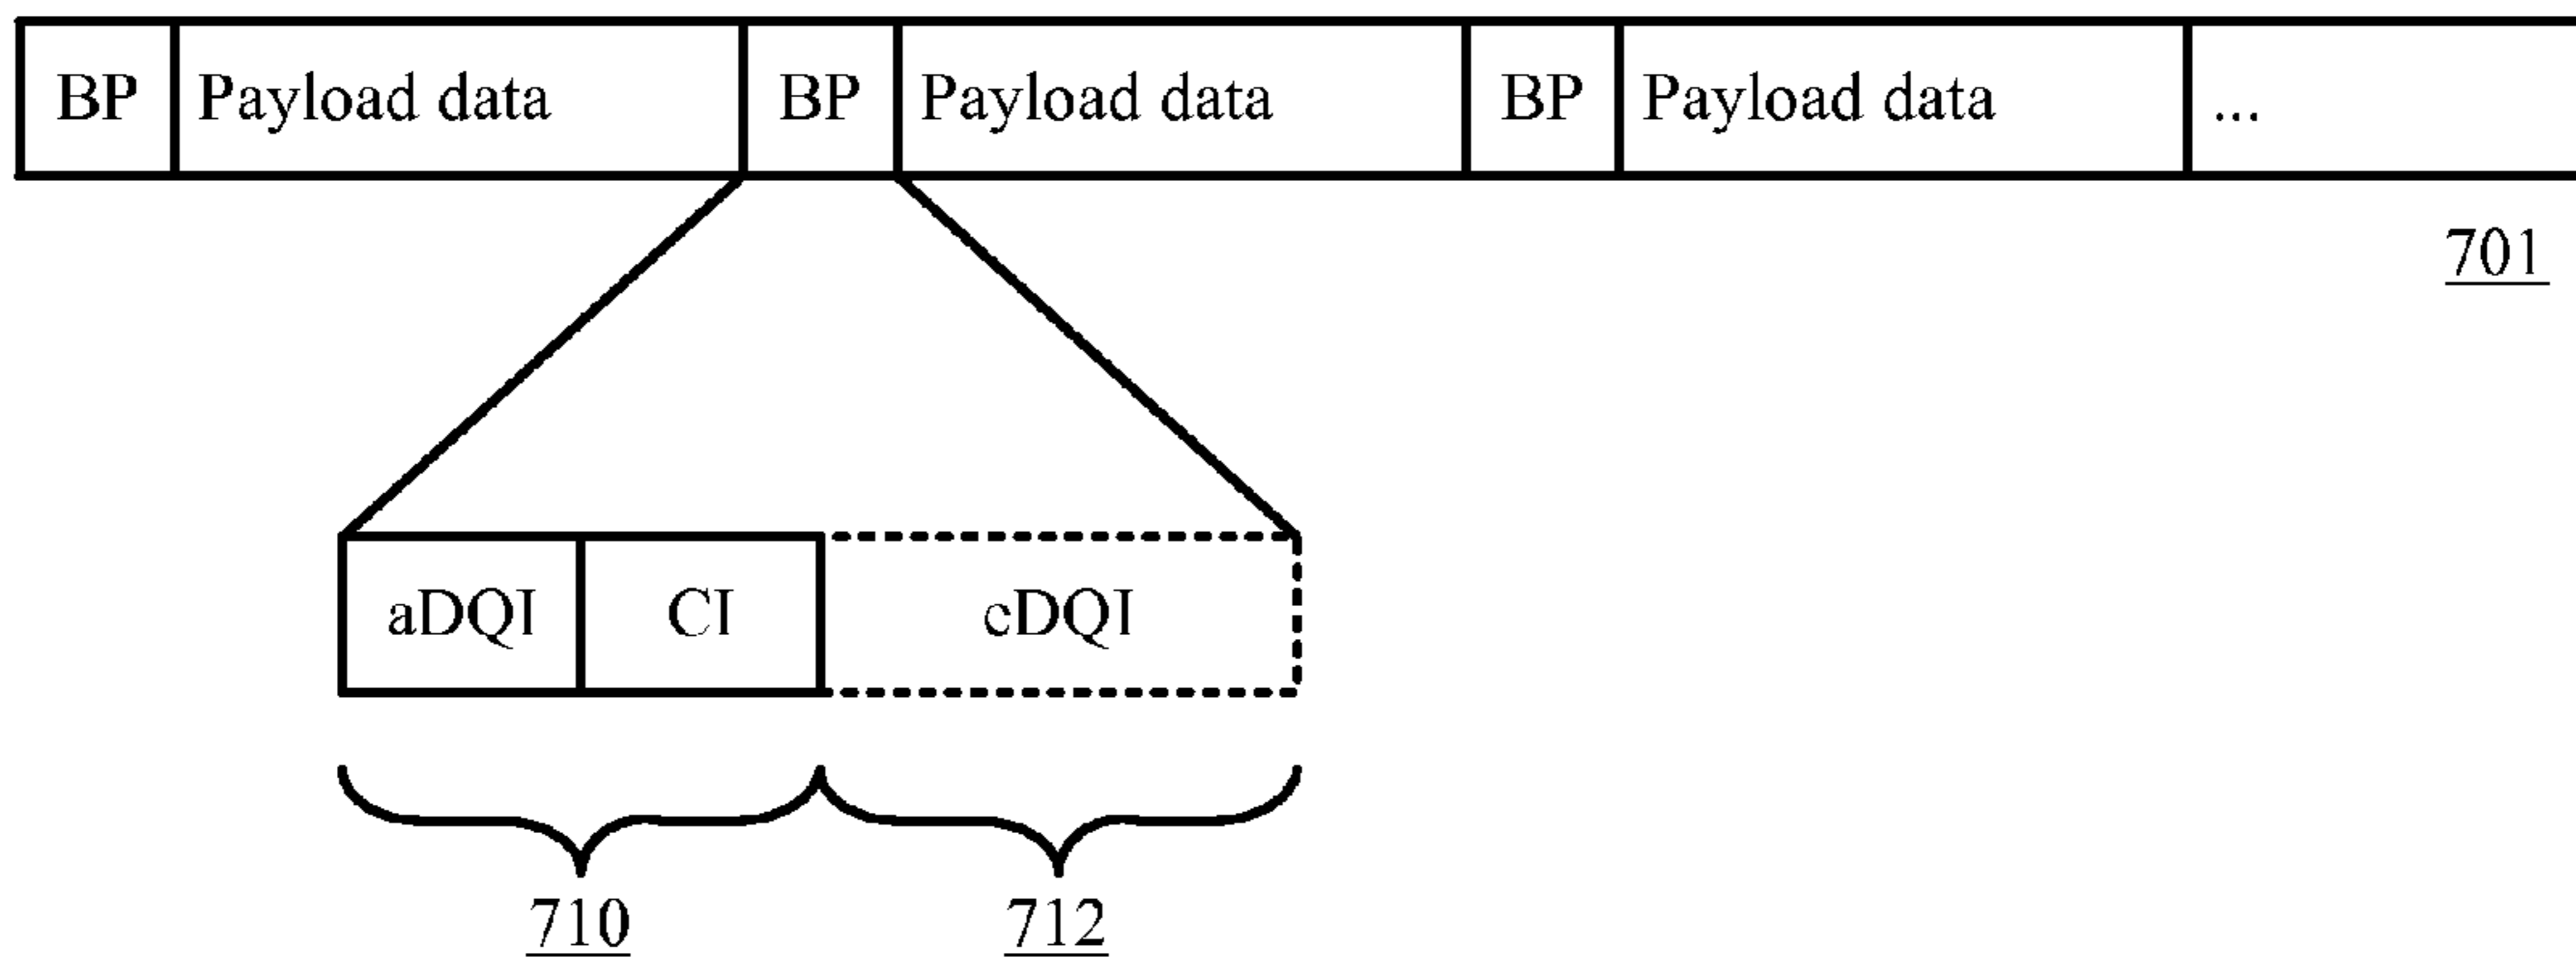 BP Payload data BP Payload data BP Payload data ...
701
aDQI CI cDQI
710 712